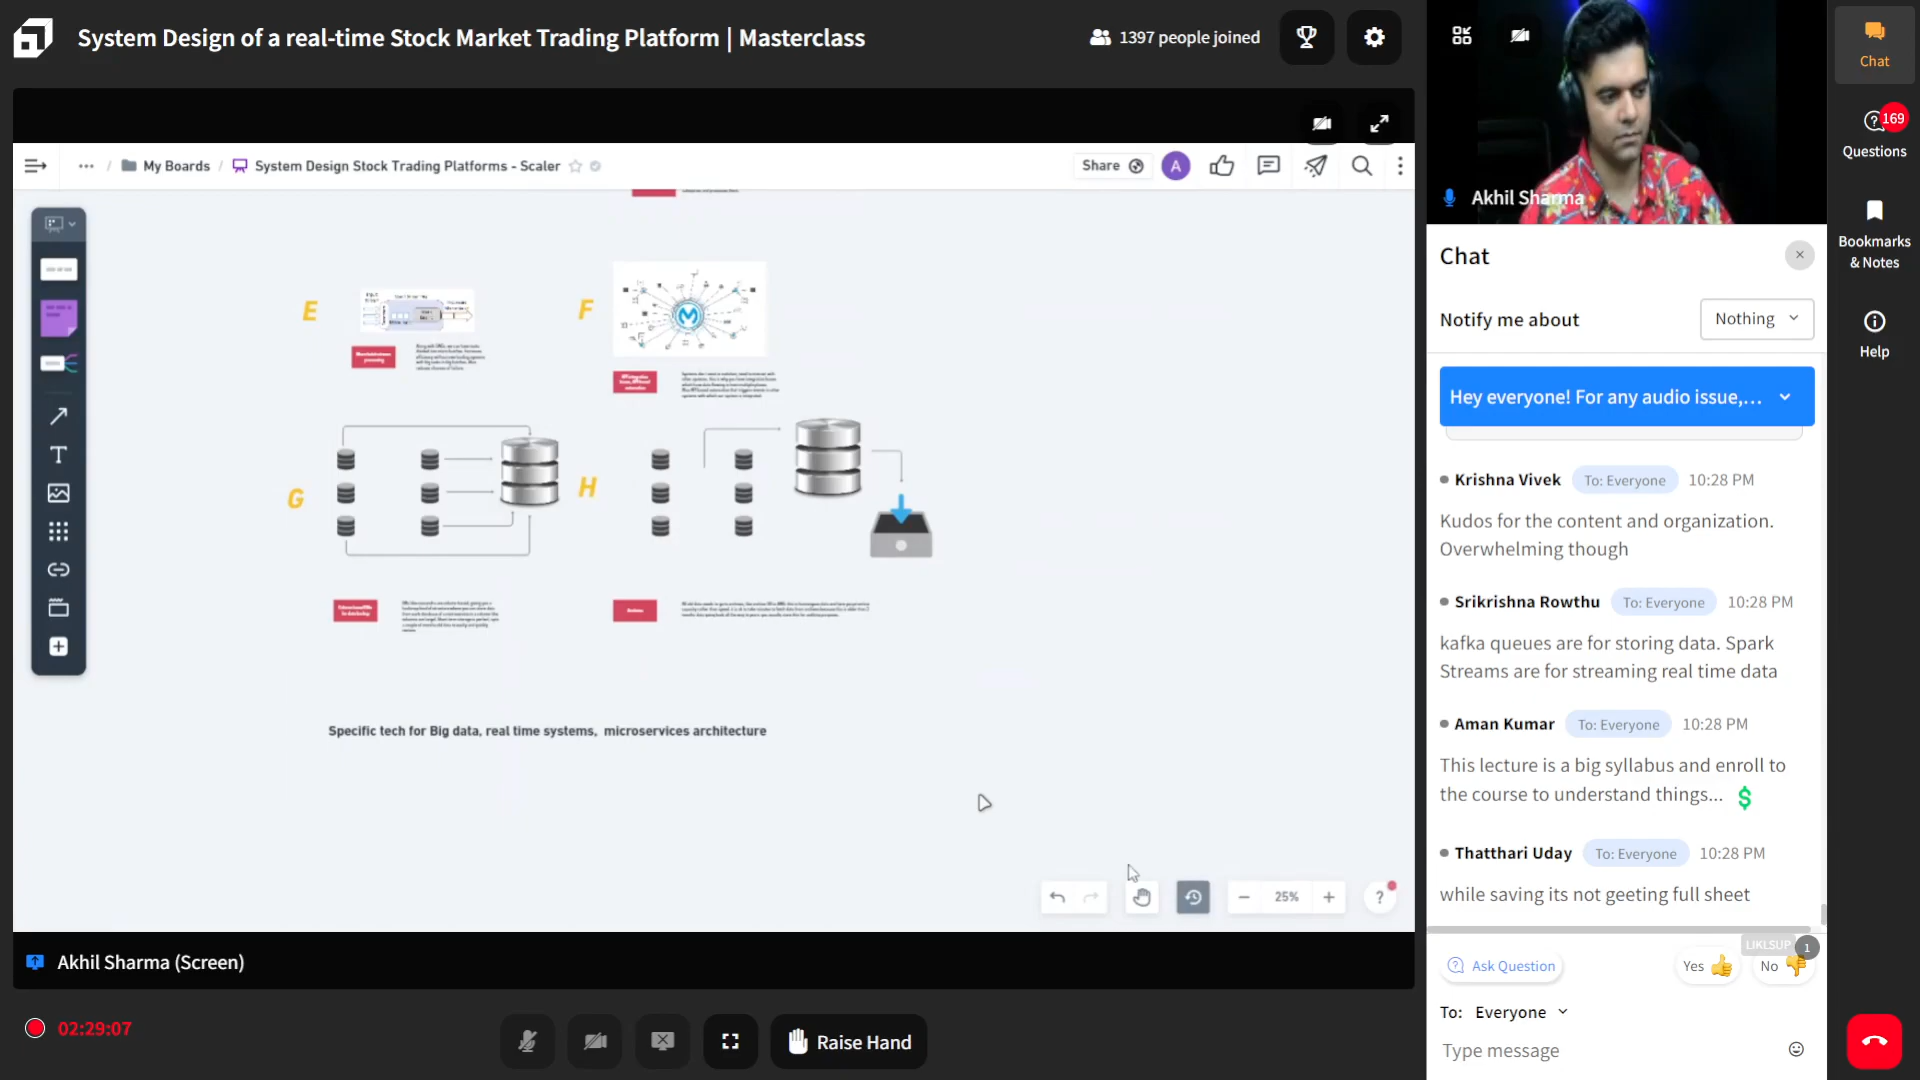 System Design of a real-time Stock Market Trading Platform | Masterclass
1397 people joined
My Boards / System Design Stock Trading Platforms - Scaler
Share
A
E
F
G
H
Specific tech for Big data, real time systems, microservices architecture
25%
?
Akhil Sharma (Screen)
02:29:07
Raise Hand
Akhil Sharma
Chat
Notify me about
Nothing
Hey everyone! For any audio issue,...
Krishna Vivek To: Everyone 10:28 PM
Kudos for the content and organization.
Overwhelming though
Srikrishna Rowthu To: Everyone 10:28 PM
kafka queues are for storing data. Spark
Streams are for streaming real time data
Aman Kumar To: Everyone 10:28 PM
This lecture is a big syllabus and enroll to
the course to understand things... $
Thatthari Uday To: Everyone 10:28 PM
while saving its not geeting full sheet
LIKLSUP 1
Ask Question
Yes
No
To: Everyone
Type message
Chat
169
Questions
Bookmarks
& Notes
Help